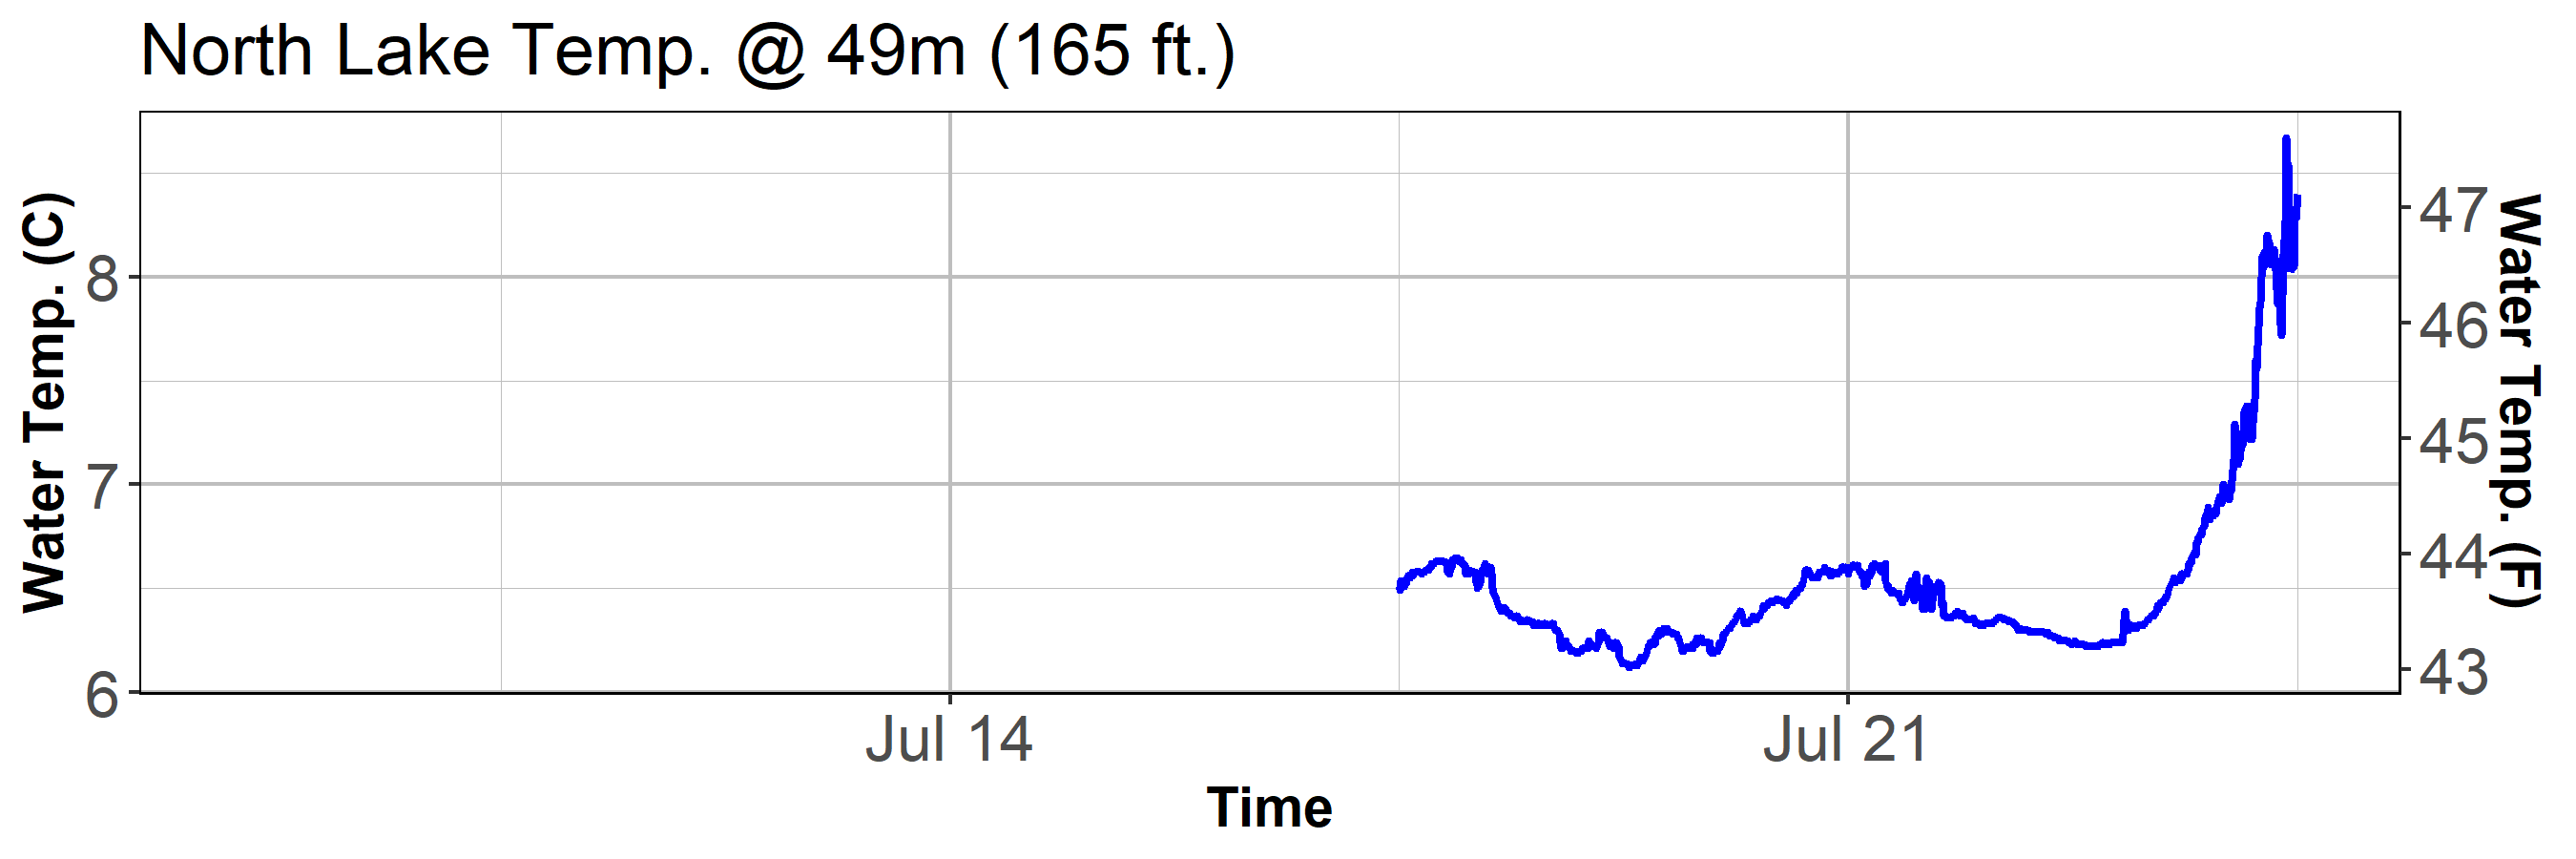 North Lake Temp. @ 49m (165 ft.)
Water Temp. (C)
8
7
6
47
46
45
44
43
Water Temp. (F)
Jul 14
Jul 21
Time